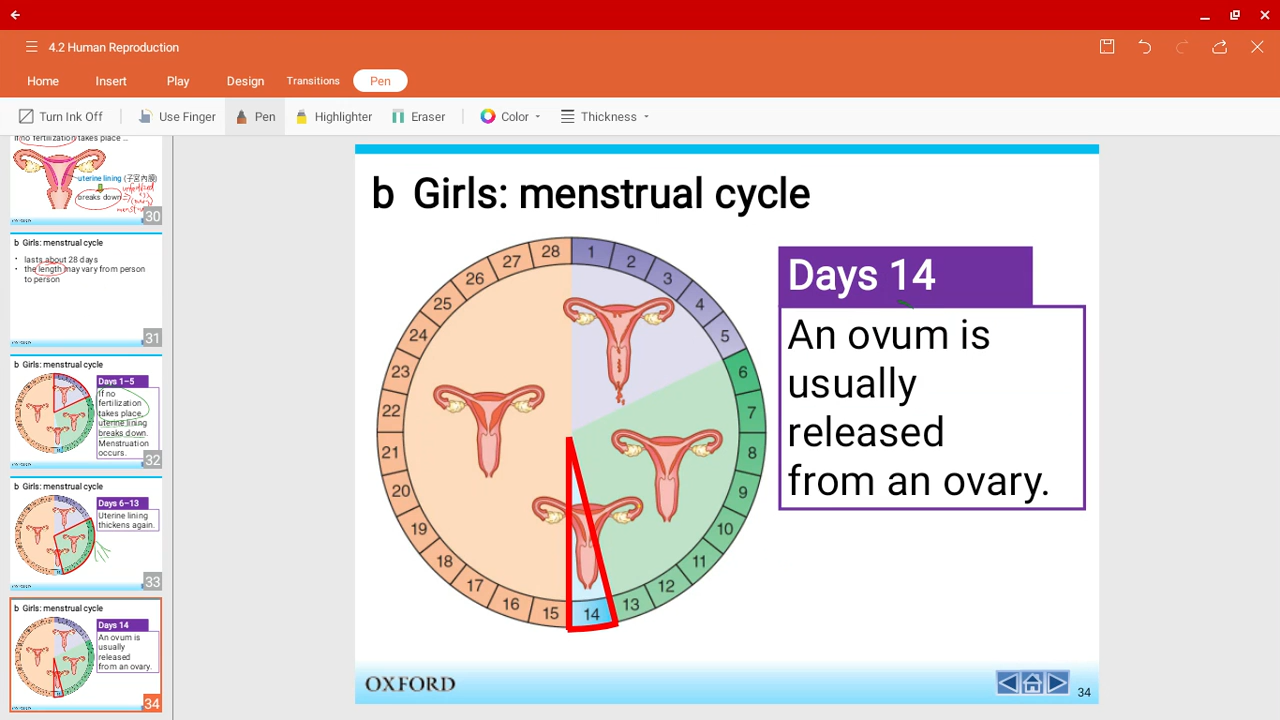 4.2 Human Reproduction
Home Insert Play Design Transitions Pen
Turn Ink Off Use Finger Pen Highlighter Eraser Color Thickness
If no fertilization takes place ...
uterine lining (子宮內膜)
breaks down
30
b Girls: menstrual cycle
• lasts about 28 days
• the length may vary from person
to person
31
b Girls: menstrual cycle
Days 1–5
If no
fertilization
takes place,
uterine lining
breaks down.
Menstruation
occurs.
32
b Girls: menstrual cycle
Days 6–13
Uterine lining
thickens again.
33
b Girls: menstrual cycle
Days 14
An ovum is
usually
released
from an ovary.
34
b Girls: menstrual cycle
1
2
3
4
5
6
7
8
9
10
11
12
13
14
15
16
17
18
19
20
21
22
23
24
25
26
27
28
Days 14
An ovum is
usually
released
from an ovary.
OXFORD
34